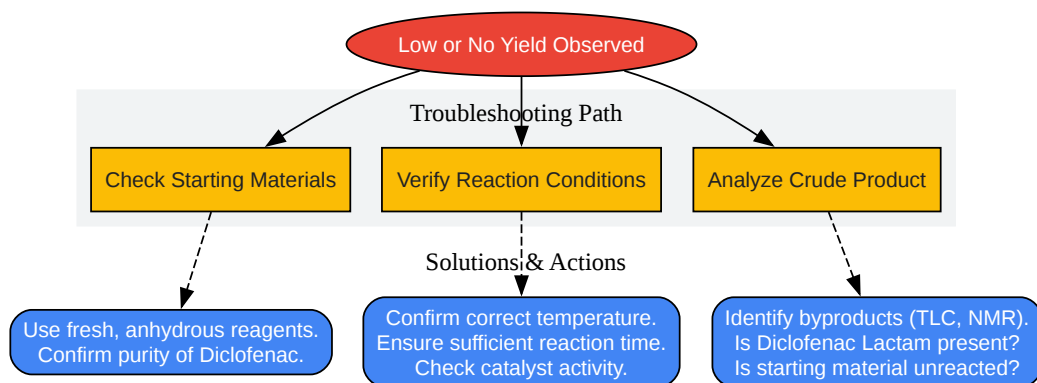 Low or No Yield Observed
Troubleshooting Path
Check Starting Materials
Verify Reaction Conditions
Analyze Crude Product
Solutions & Actions
Use fresh, anhydrous reagents.
Confirm purity of Diclofenac.
Confirm correct temperature.
Ensure sufficient reaction time.
Check catalyst activity.
Identify byproducts (TLC, NMR).
Is Diclofenac Lactam present?
Is starting material unreacted?